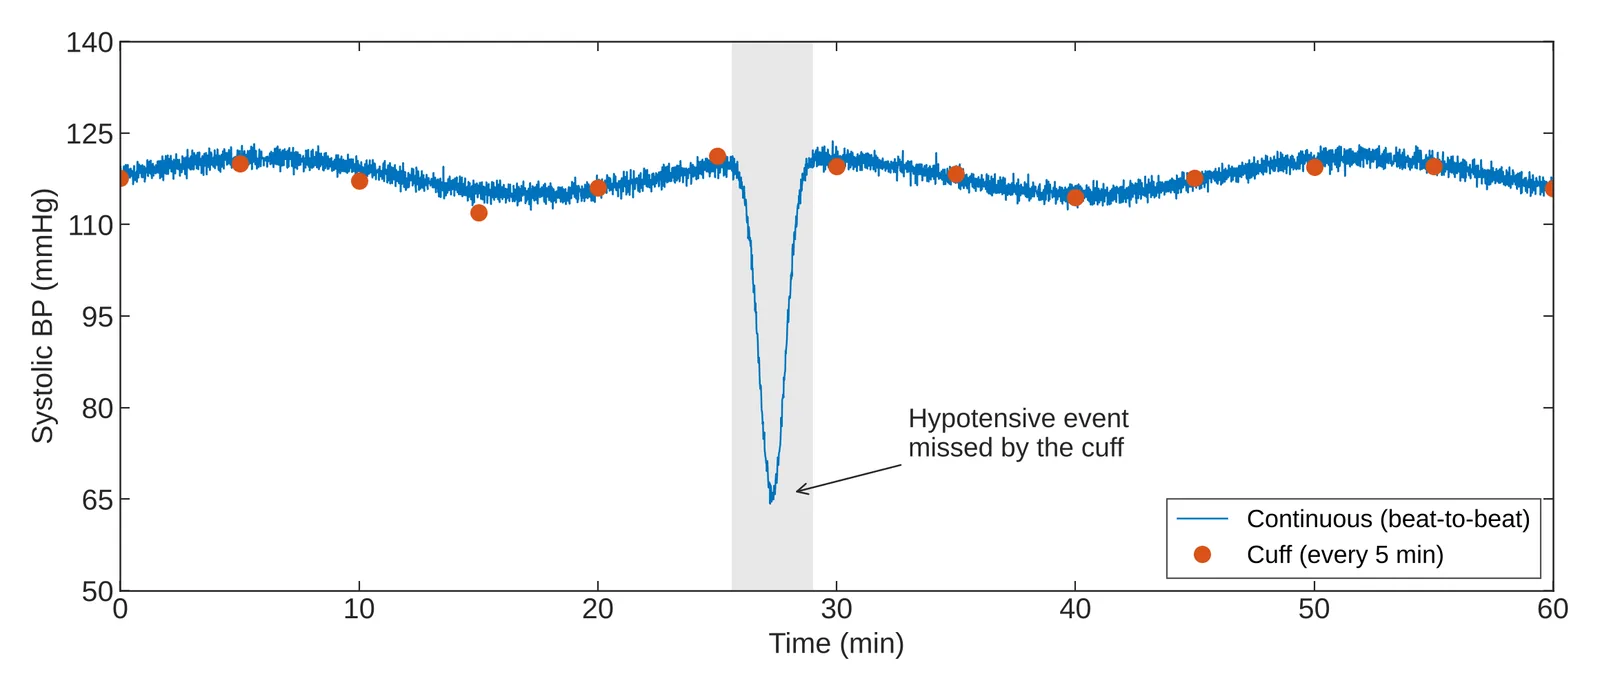 140
125
110
95
80
65
50
Systolic BP (mmHg)
Hypotensive event
missed by the cuff
Continuous (beat-to-beat)
Cuff (every 5 min)
0 10 20 30 40 50 60
Time (min)